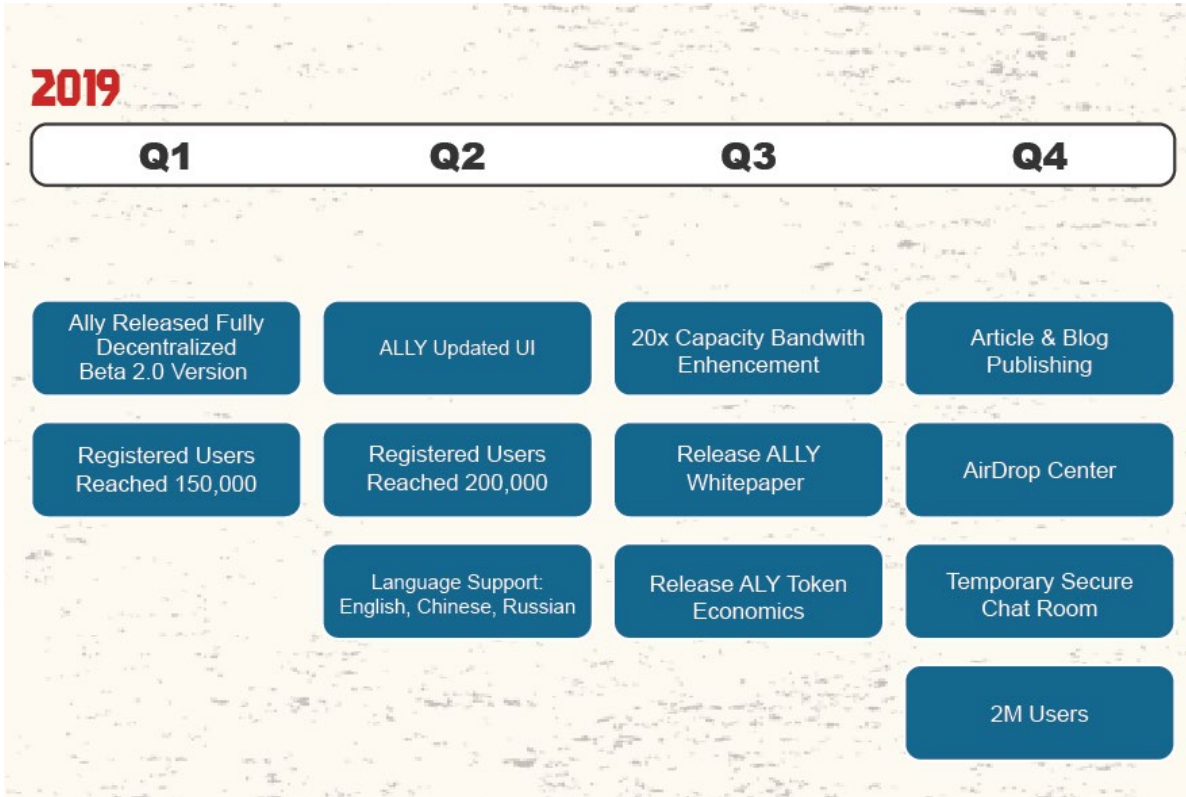 2019
Q1
Q2
Q3
Q4
Ally Released Fully
Decentralized
Beta 2.0 Version
Registered Users
Reached 150,000
ALLY Updated UI
Registered Users
Reached 200,000
Language Support:
English, Chinese, Russian
20x Capacity Bandwith
Enhencement
Release ALLY
Whitepaper
Release ALY Token
Economics
Article & Blog
Publishing
AirDrop Center
Temporary Secure
Chat Room
2M Users